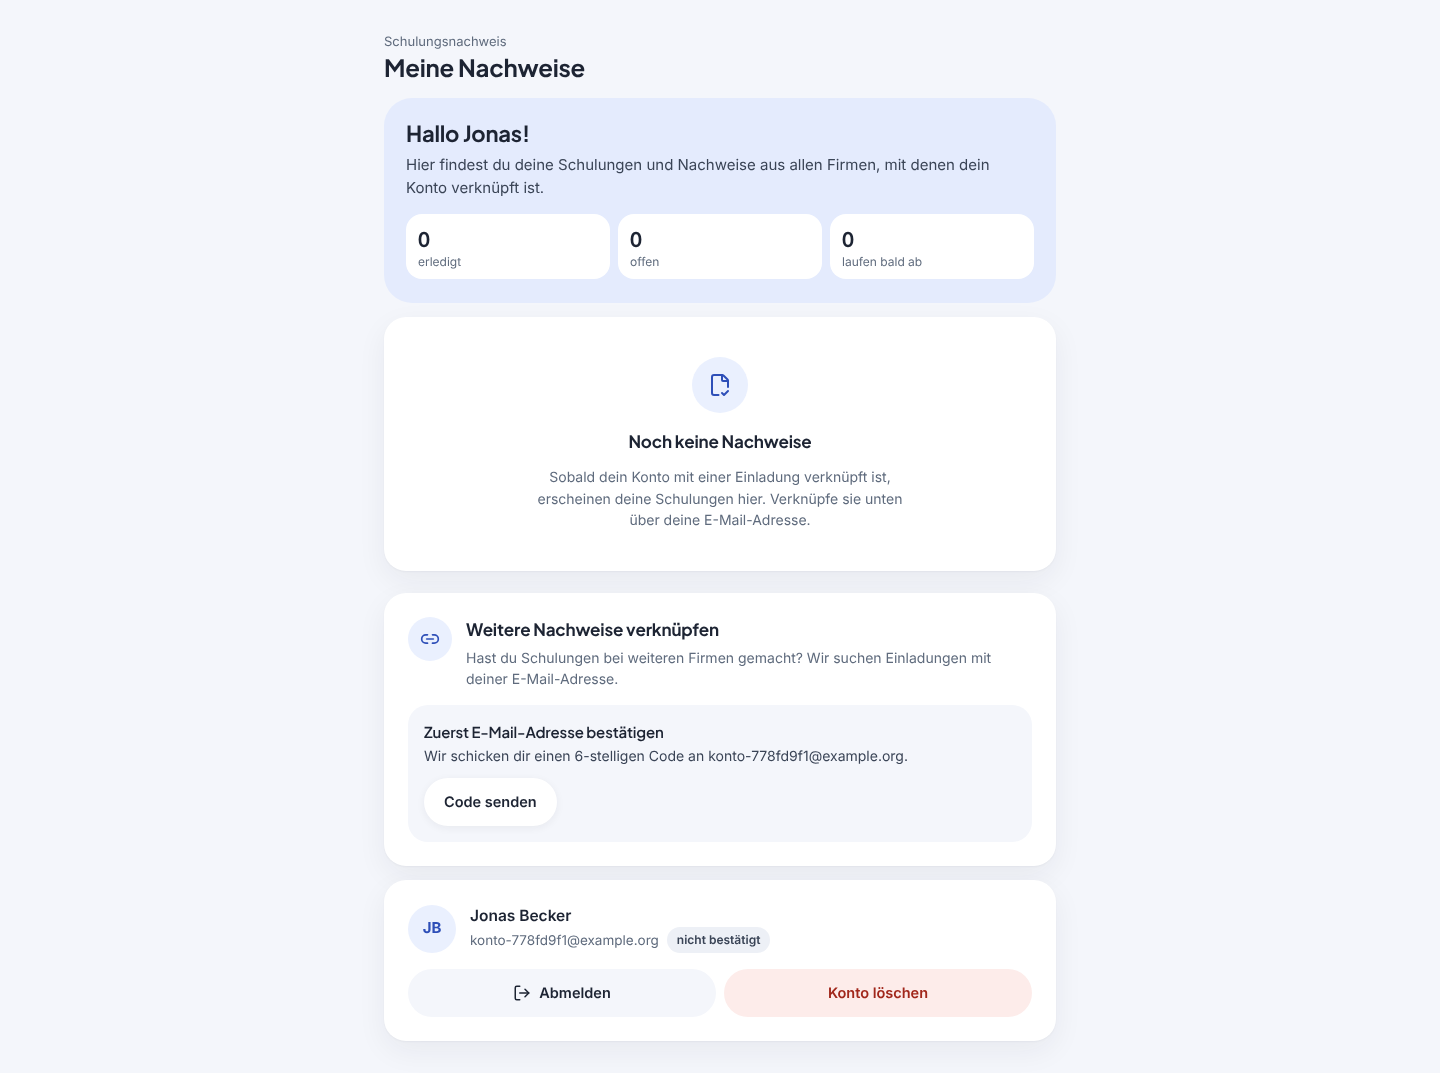 Schulungsnachweis
Meine Nachweise
Hallo Jonas!
Hier findest du deine Schulungen und Nachweise aus allen Firmen, mit denen dein
Konto verknüpft ist.
0
erledigt
0
offen
0
laufen bald ab
Noch keine Nachweise
Sobald dein Konto mit einer Einladung verknüpft ist,
erscheinen deine Schulungen hier. Verknüpfe sie unten
über deine E-Mail-Adresse.
Weitere Nachweise verknüpfen
Hast du Schulungen bei weiteren Firmen gemacht? Wir suchen Einladungen mit
deiner E-Mail-Adresse.
Zuerst E-Mail-Adresse bestätigen
Wir schicken dir einen 6-stelligen Code an konto-778fd9f1@example.org.
Code senden
JB
Jonas Becker
konto-778fd9f1@example.org nicht bestätigt
Abmelden
Konto löschen